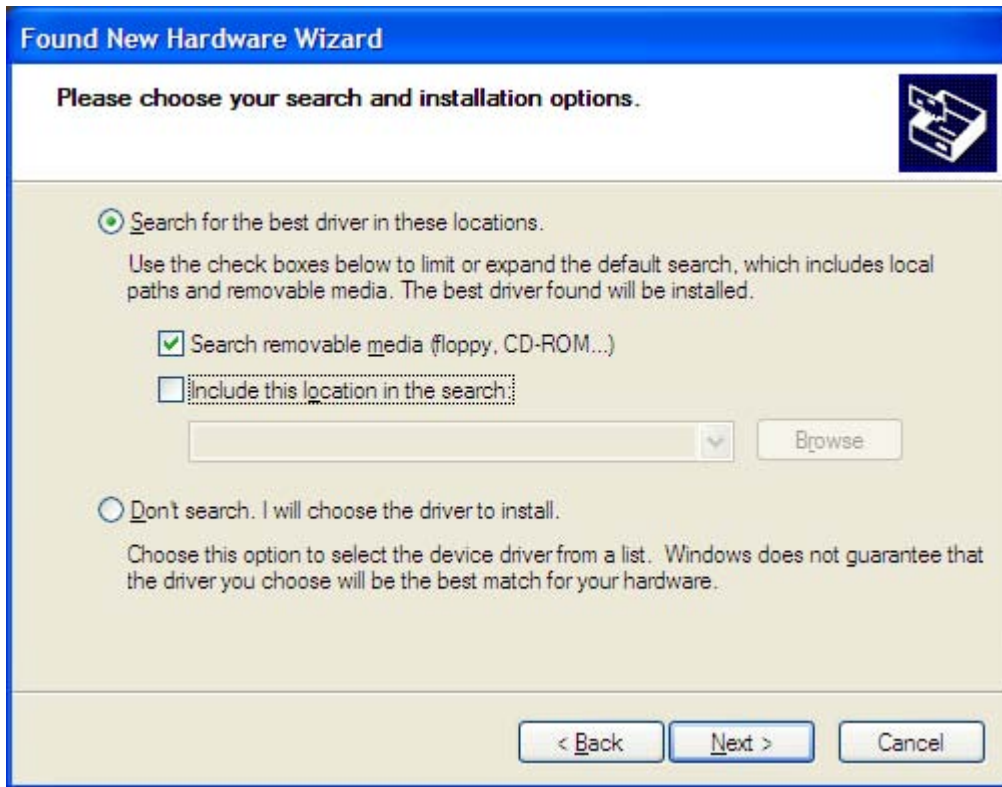 Found New Hardware Wizard
Please choose your search and installation options.
Search for the best driver in these locations.
Use the check boxes below to limit or expand the default search, which includes local
paths and removable media. The best driver found will be installed.
Search removable media (floppy, CD-ROM...)
Include this location in the search:
Browse
Don't search. I will choose the driver to install.
Choose this option to select the device driver from a list.  Windows does not guarantee that
the driver you choose will be the best match for your hardware.
< Back
Next >
Cancel